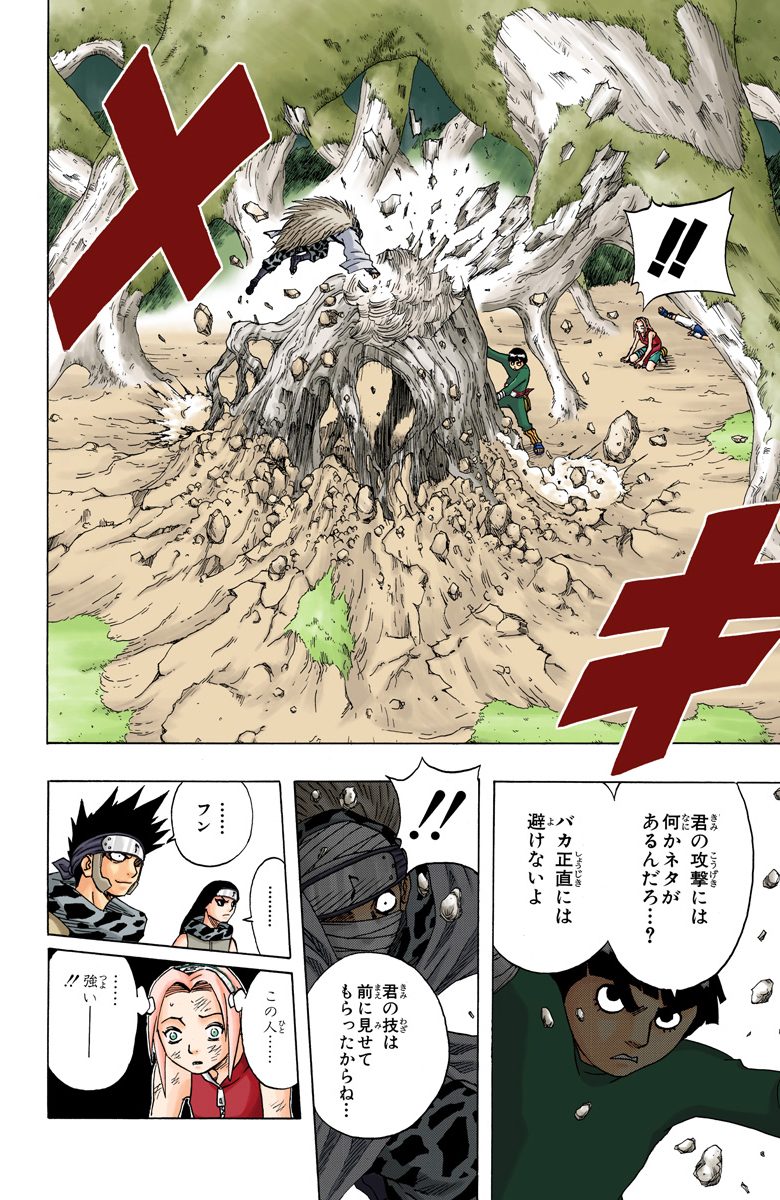 メキ
!!
君の攻撃には
何かネタが
あるんだろ…?
バカ正直には
避けないよ
!!
君の技は
前に見せて
もらったからね…
………
……
フン
この人……
……
強い――
!!